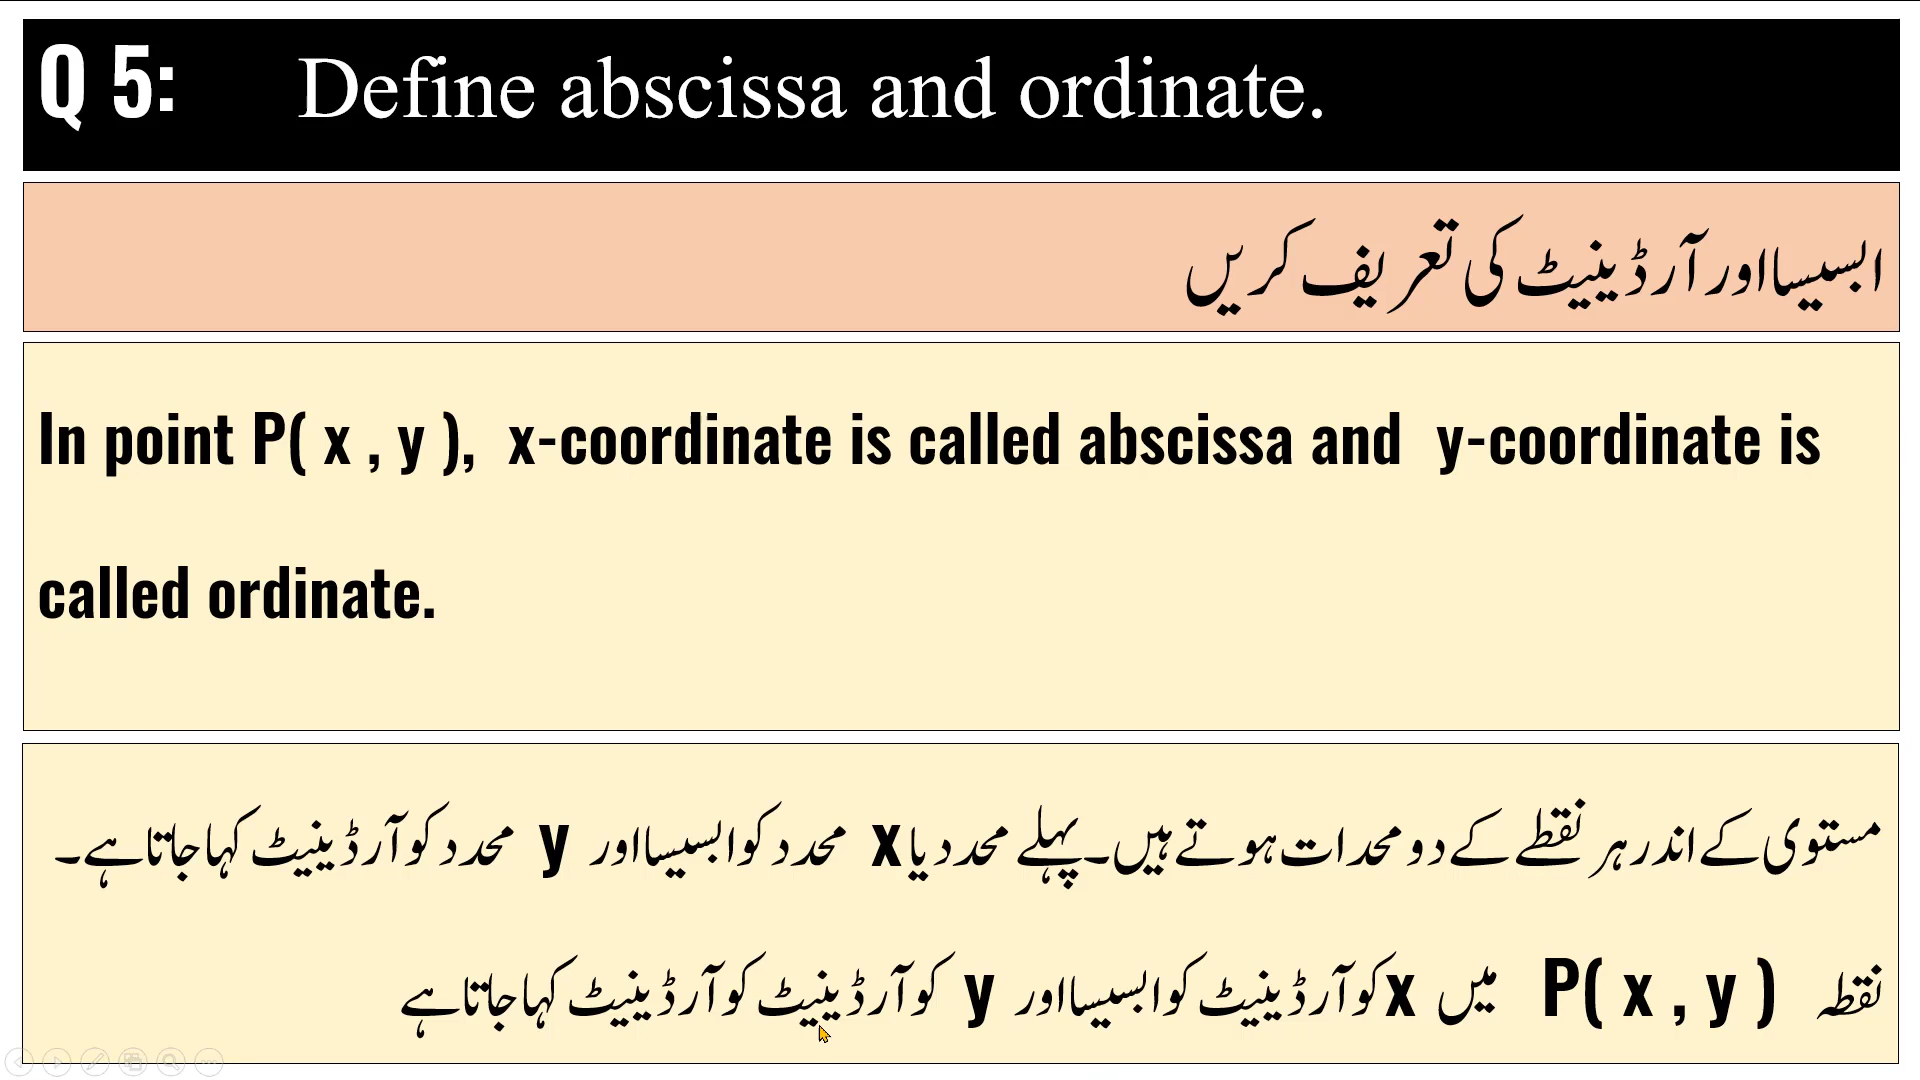 Q 5: Define abscissa and ordinate.
ابسیسا اور آرڈینیٹ کی تعریف کریں
In point P( x , y ), x-coordinate is called abscissa and y-coordinate is
called ordinate.
مستوی کے اندر ہر نقطے کے دو محدات ہوتے ہیں۔ پہلے محدد یا x محدد کو ابسیسا اور y محدد کو آرڈینیٹ کہا جاتا ہے۔
نقطہ P( x , y ) میں x کو آرڈینیٹ کو ابسیسا اور y کو آرڈینیٹ کو آرڈینیٹ کہا جاتا ہے